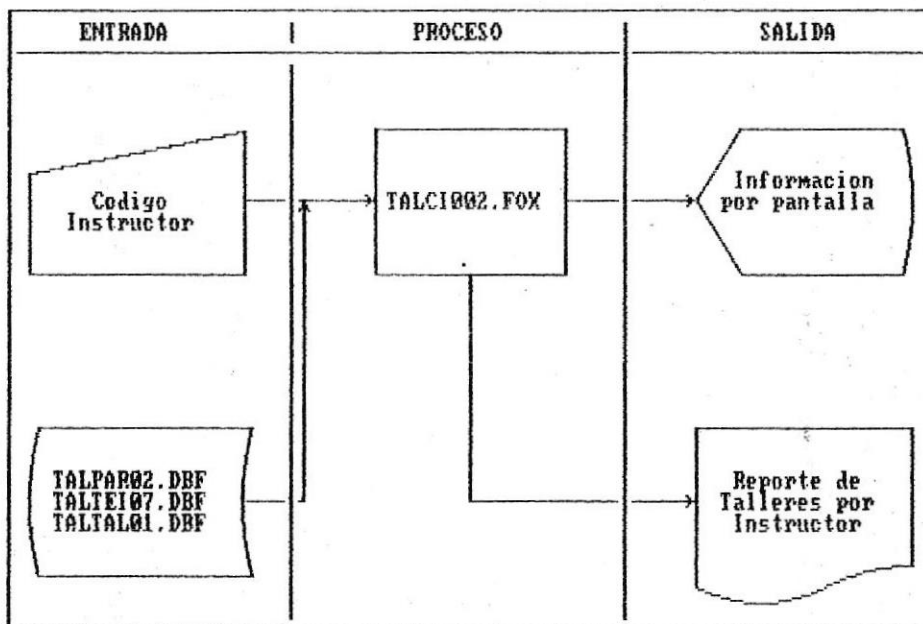 ENTRADA
PROCESO
SALIDA
Codigo
Instructor
TALCI002.FOX
Informacion
por pantalla
TALPAR02.DBF
TALTEI07.DBF
TALTAL01.DBF
Reporte de
Talleres por
Instructor